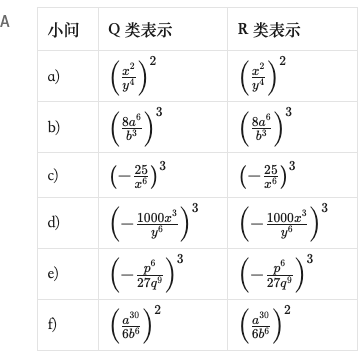 A
小问 Q 类表示 R 类表示
a) (x²/y⁴)² (x²/y⁴)²
b) (8a⁶/b³)³ (8a⁶/b³)³
c) (−25/x⁶)³ (−25/x⁶)³
d) (−1000x³/y⁶)³ (−1000x³/y⁶)³
e) (−p⁶/27q⁹)³ (−p⁶/27q⁹)³
f) (a³⁰/6b⁶)² (a³⁰/6b⁶)²